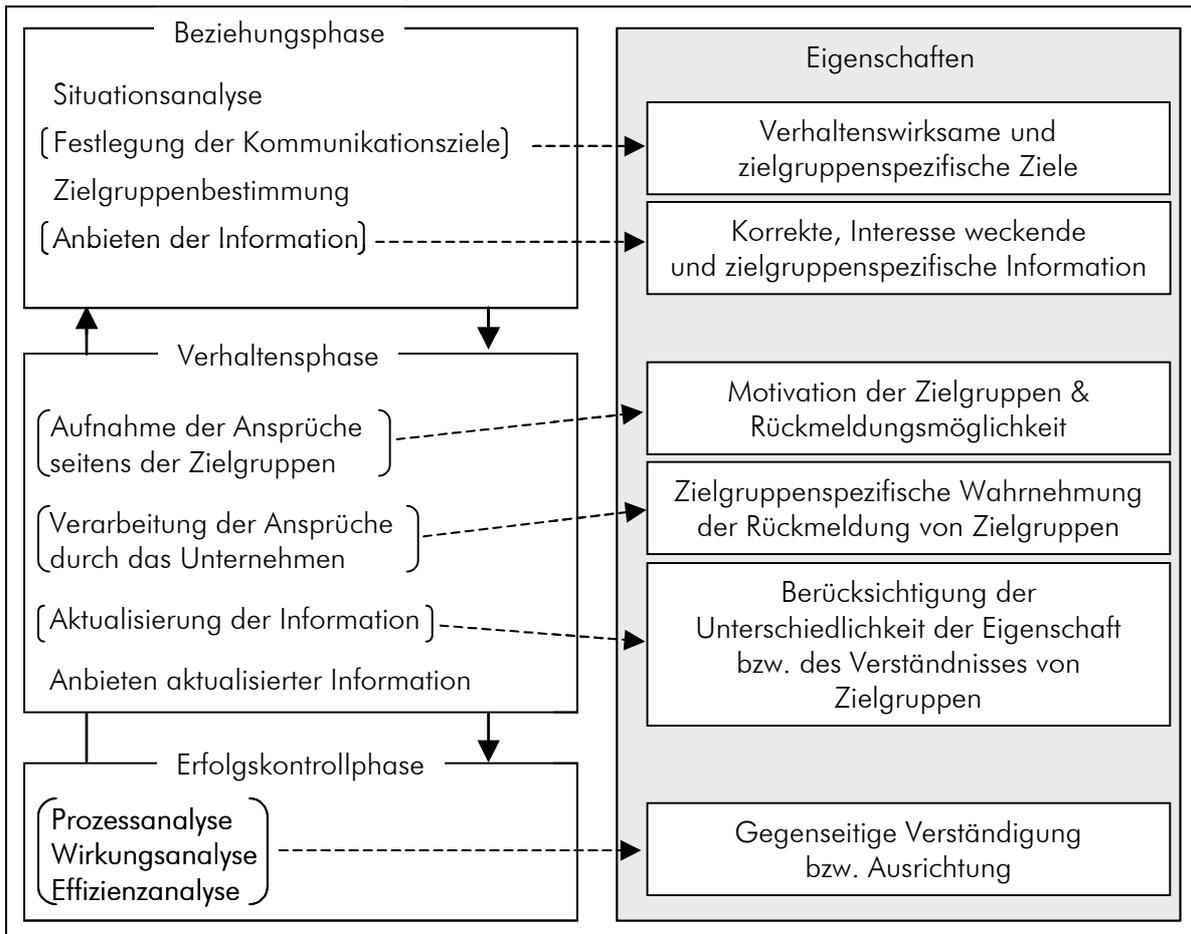 Beziehungsphase
Situationsanalyse
(Festlegung der Kommunikationsziele)
Zielgruppenbestimmung
(Anbieten der Information)
Verhaltensphase
Aufnahme der Ansprüche
seitens der Zielgruppen
Verarbeitung der Ansprüche
durch das Unternehmen
(Aktualisierung der Information)
Anbieten aktualisierter Information
Erfolgskontrollphase
Prozessanalyse
Wirkungsanalyse
Effizienzanalyse
Eigenschaften
Verhaltenswirksame und
zielgruppenspezifische Ziele
Korrekte, Interesse weckende
und zielgruppenspezifische Information
Motivation der Zielgruppen &
Rückmeldungsmöglichkeit
Zielgruppenspezifische Wahrnehmung
der Rückmeldung von Zielgruppen
Berücksichtigung der
Unterschiedlichkeit der Eigenschaft
bzw. des Verständnisses von
Zielgruppen
Gegenseitige Verständigung
bzw. Ausrichtung